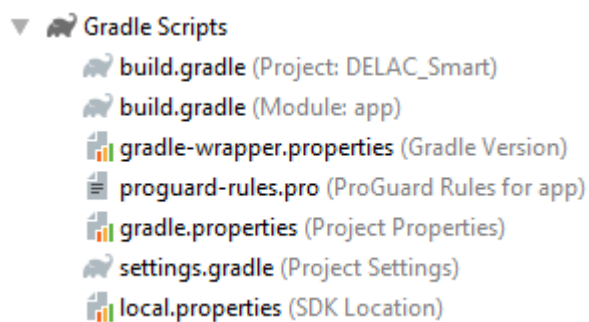 Gradle Scripts
build.gradle (Project: DELAC_Smart)
build.gradle (Module: app)
gradle-wrapper.properties (Gradle Version)
proguard-rules.pro (ProGuard Rules for app)
gradle.properties (Project Properties)
settings.gradle (Project Settings)
local.properties (SDK Location)